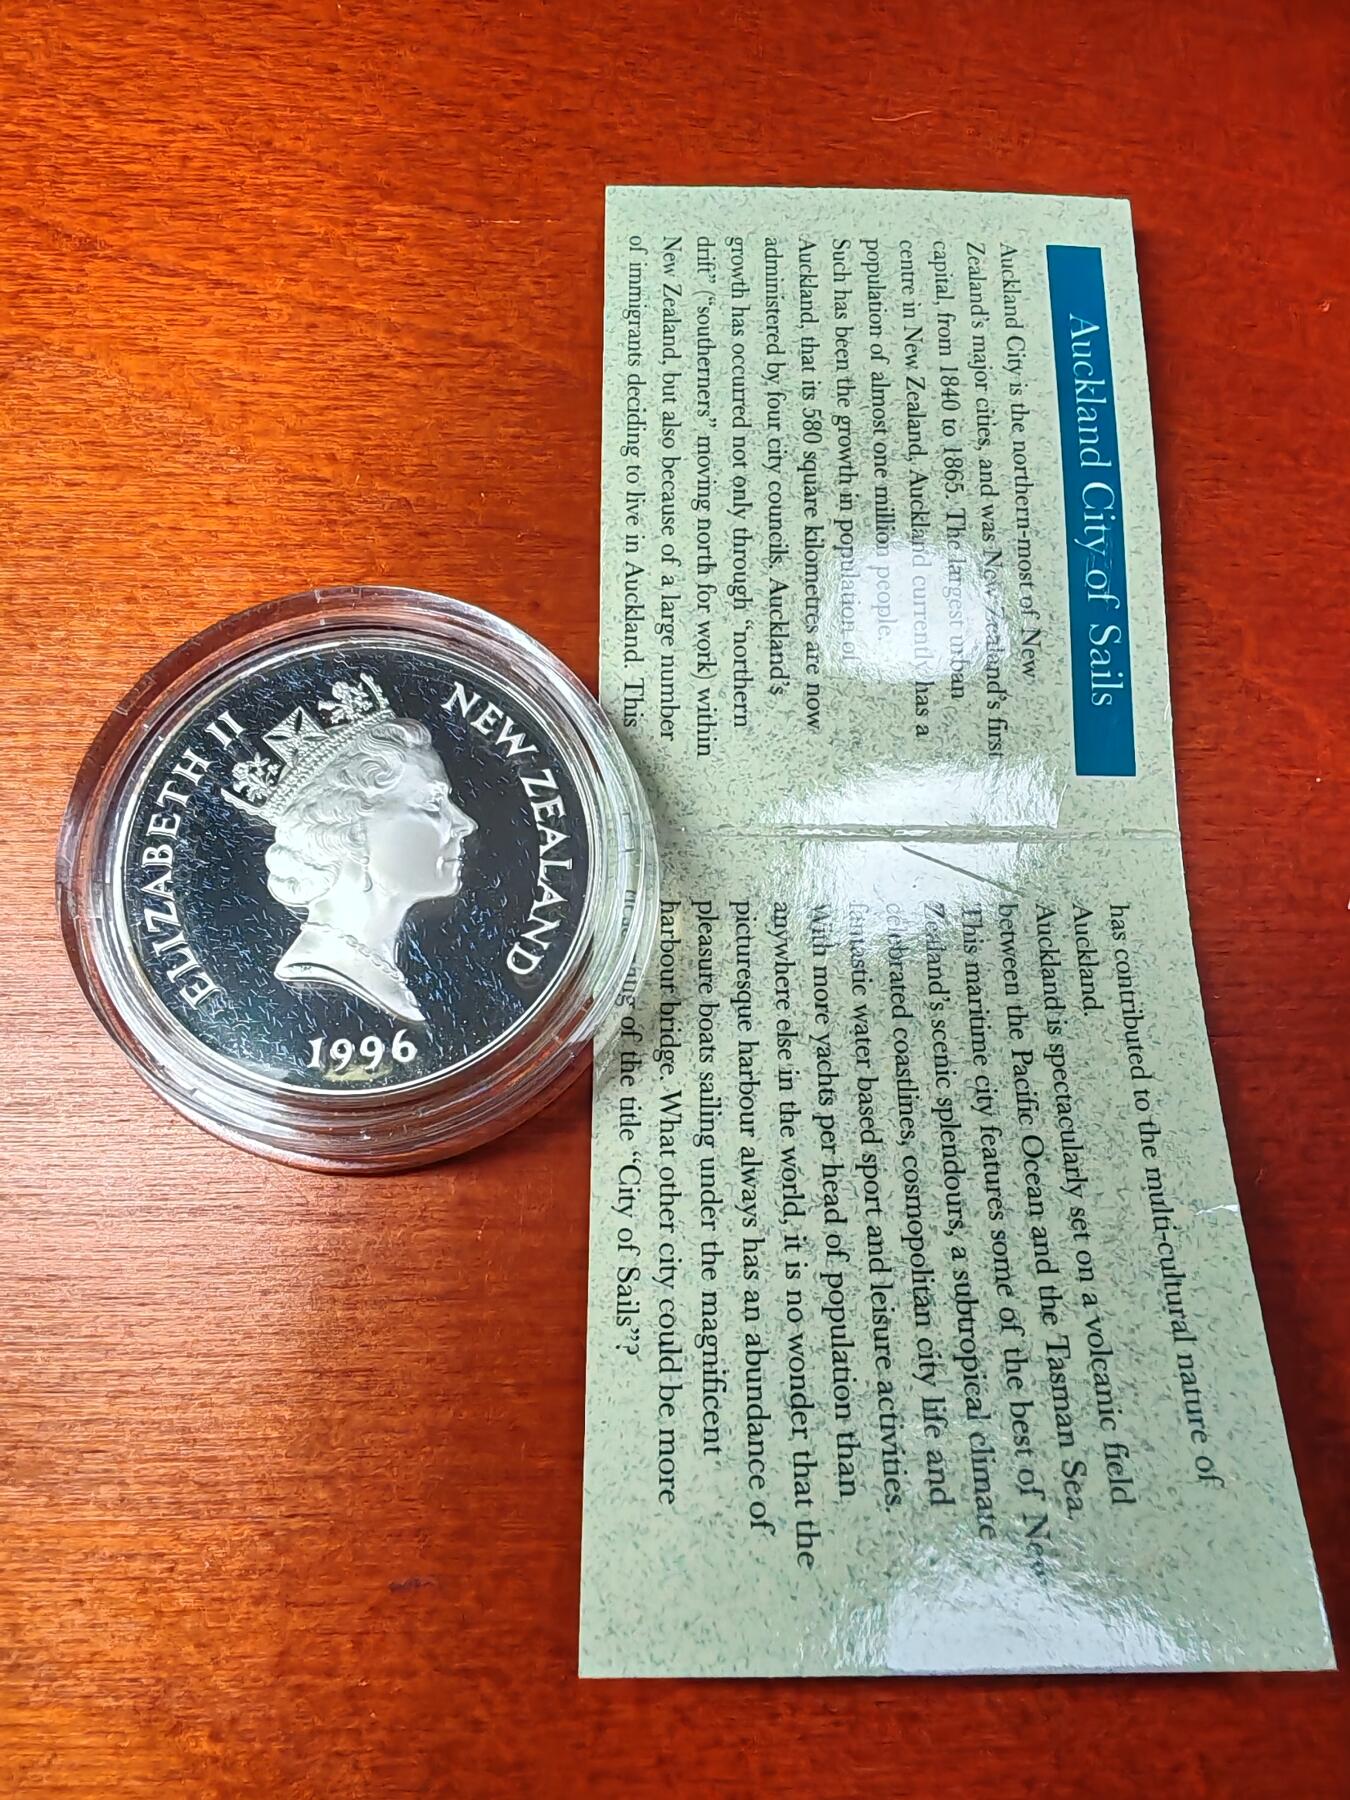 Auckland City of Sails
Auckland City is the northern-most of New
Zealand's major cities, and was New Zealand's first
capital, from 1840 to 1865. The largest urban
centre in New Zealand, Auckland currently has a
population of almost one million people.
Such has been the growth in population of
Auckland, that its 580 square kilometres are now
administered by four city councils. Auckland's
growth has occurred not only through "northern
drift" ("southerners" moving north for work) within
New Zealand, but also because of a large number
of immigrants deciding to live in Auckland. This
has contributed to the multi-cultural nature of
Auckland.
Auckland is spectacularly set on a volcanic field
between the Pacific Ocean and the Tasman Sea.
This maritime city features some of the best of New
Zealand's scenic splendours, a subtropical climate
celebrated coastlines, cosmopolitan city life and
fantastic water based sport and leisure activities.
With more yachts per head of population than
anywhere else in the world, it is no wonder that the
picturesque harbour always has an abundance of
pleasure boats sailing under the magnificent
harbour bridge. What other city could be more
of the title "City of Sails"?
ELIZABETH II
NEW ZEALAND
1996